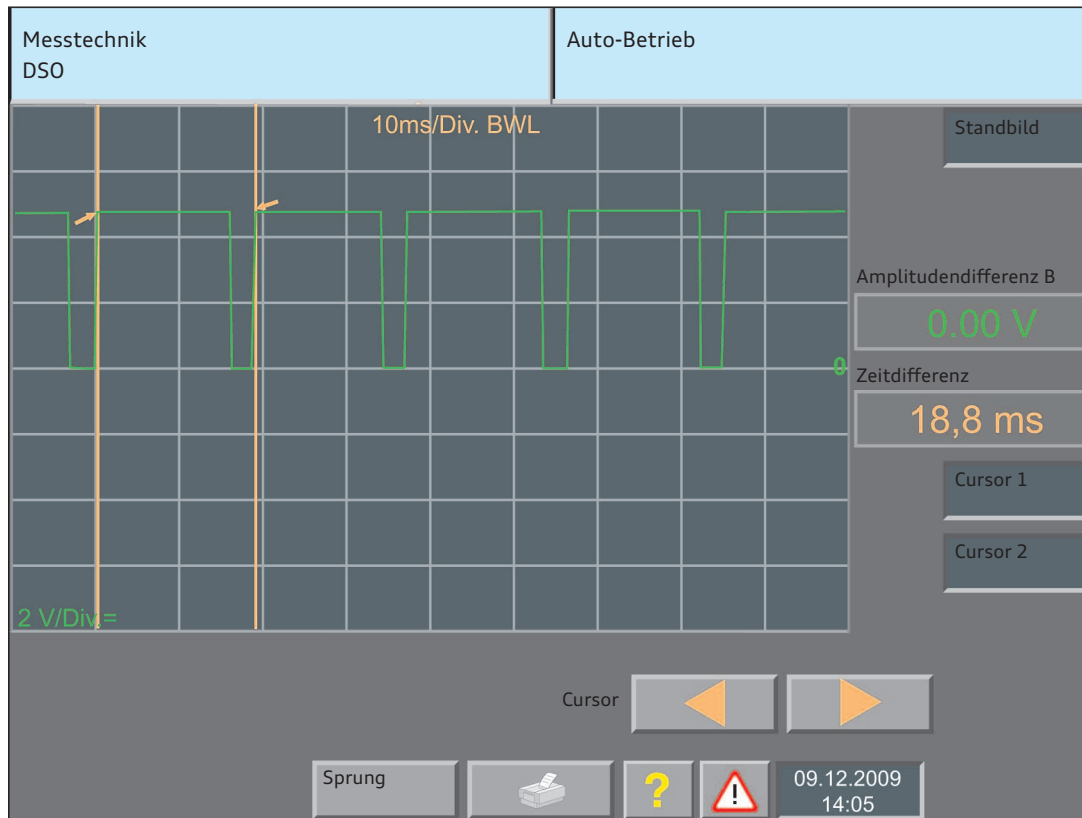 Messtechnik
DSO
Auto-Betrieb
10ms/Div. BWL
Standbild
Amplitudendifferenz B
0.00 V
0
Zeitdifferenz
18,8 ms
Cursor 1
Cursor 2
2 V/Div.=
Cursor
Sprung
?
!
09.12.2009
14:05